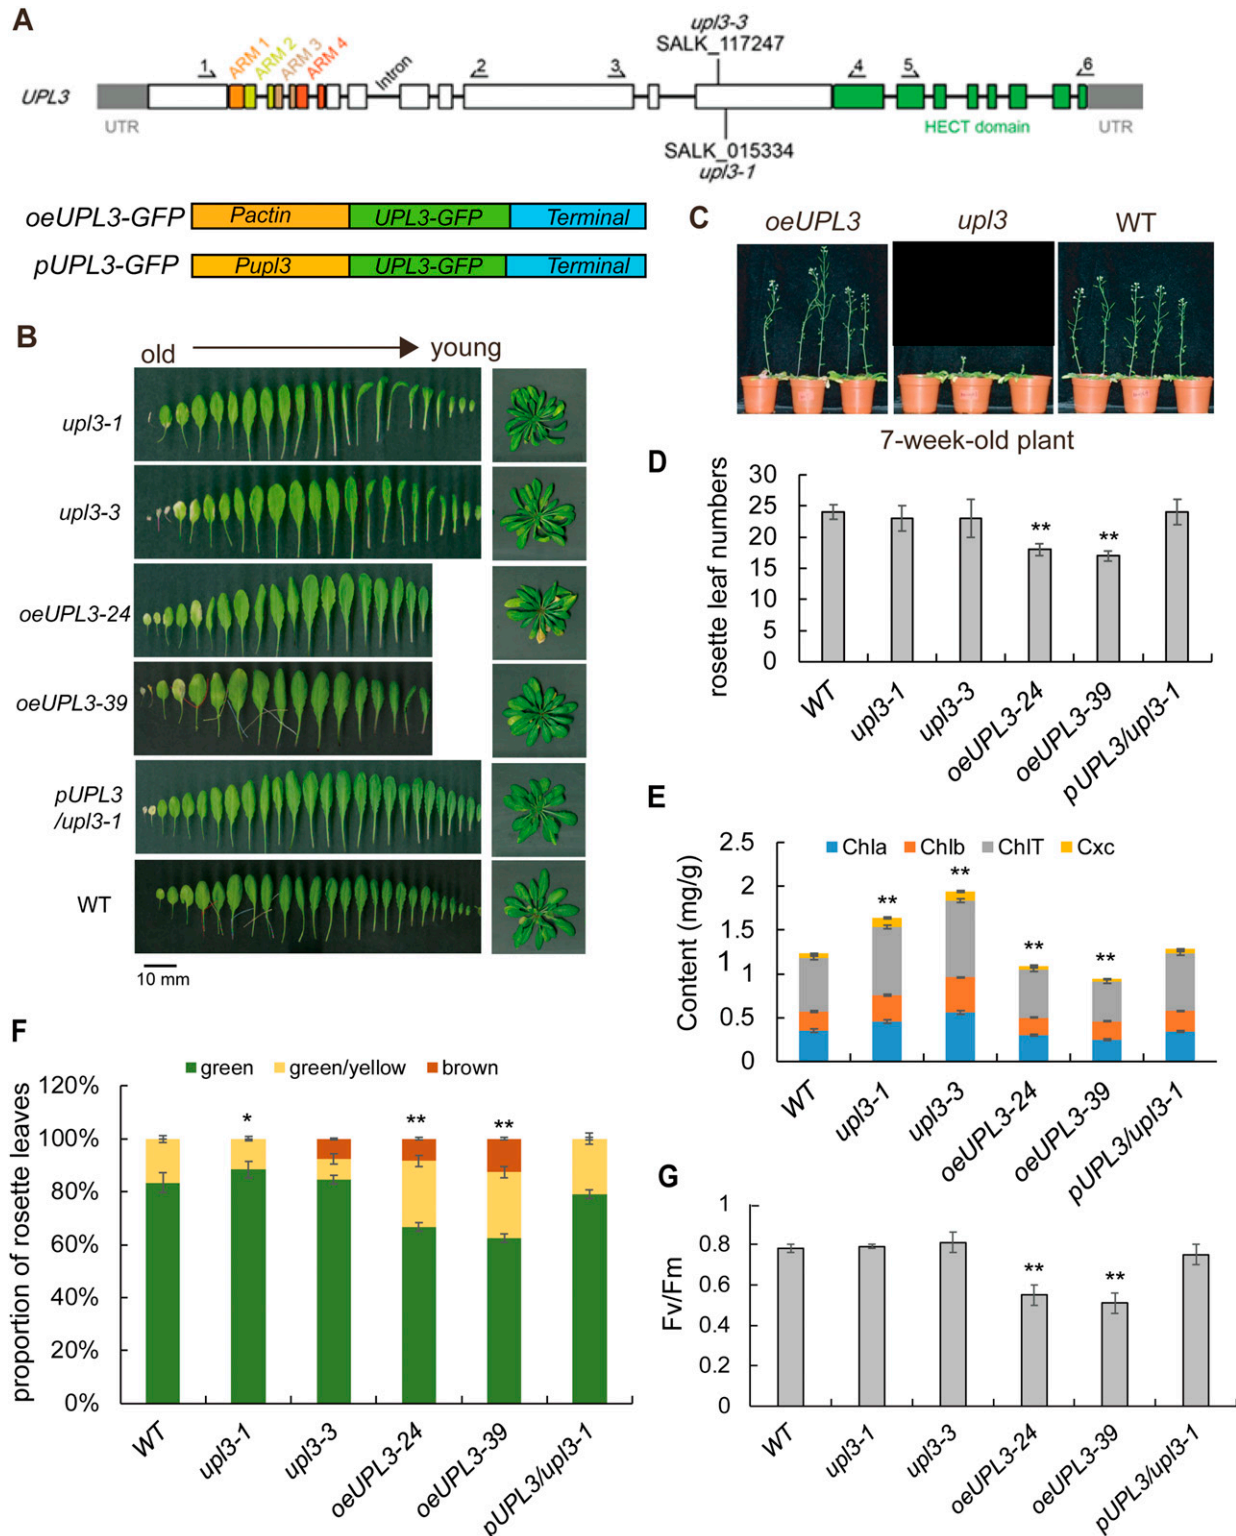 A
upl3-3
SALK_117247
1
ARM 1
ARM 2
ARM 3
ARM 4
Intron
2
3
4
5
6
UPL3
UTR
HECT domain
UTR
SALK_015334
upl3-1
oeUPL3-GFP Pactin UPL3-GFP Terminal
pUPL3-GFP Pupl3 UPL3-GFP Terminal
C
oeUPL3 upl3 WT
7-week-old plant
B
old young
upl3-1
upl3-3
oeUPL3-24
oeUPL3-39
pUPL3
/upl3-1
WT
10 mm
D
rosette leaf numbers
30
25
20
15
10
5
0
** **
WT upl3-1 upl3-3 oeUPL3-24 oeUPL3-39 pUPL3/upl3-1
E
Content (mg/g)
Chla Chlb ChlT Cxc
2.5
2
1.5
1
0.5
0
** ** ** **
WT upl3-1 upl3-3 oeUPL3-24 oeUPL3-39 pUPL3/upl3-1
F
proportion of rosette leaves
green green/yellow brown
120%
100%
80%
60%
40%
20%
0%
* ** **
WT upl3-1 upl3-3 oeUPL3-24 oeUPL3-39 pUPL3/upl3-1
G
Fv/Fm
1
0.8
0.6
0.4
0.2
0
** **
WT upl3-1 upl3-3 oeUPL3-24 oeUPL3-39 pUPL3/upl3-1